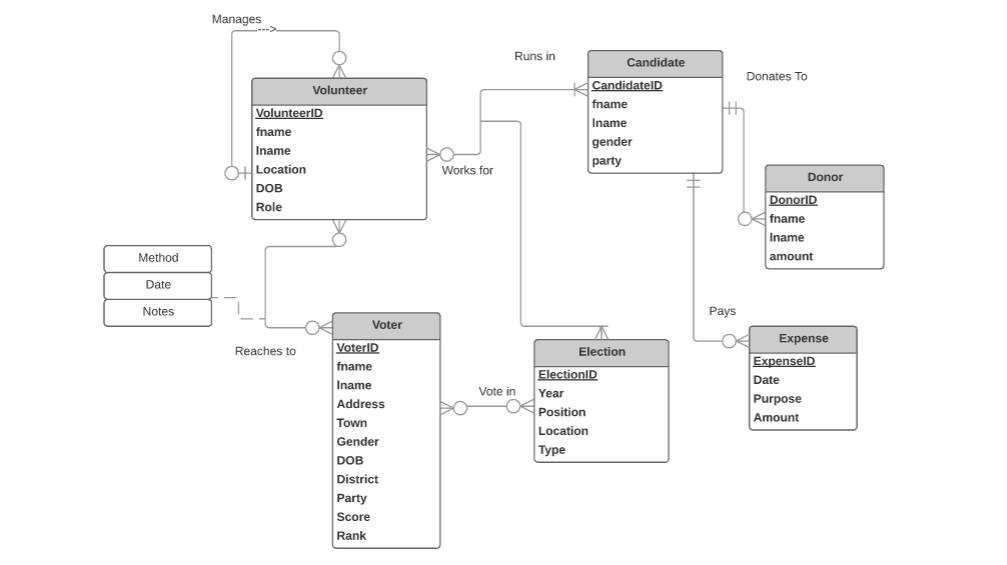 Manages
--->
Volunteer
VolunteerID
fname
lname
Location
DOB
Role
Runs in
Works for
Candidate
CandidateID
fname
lname
gender
party
Donates To
Donor
DonorID
fname
lname
amount
Method
Date
Notes
Reaches to
Voter
VoterID
fname
lname
Address
Town
Gender
DOB
District
Party
Score
Rank
Vote in
Election
ElectionID
Year
Position
Location
Type
Pays
Expense
ExpenseID
Date
Purpose
Amount